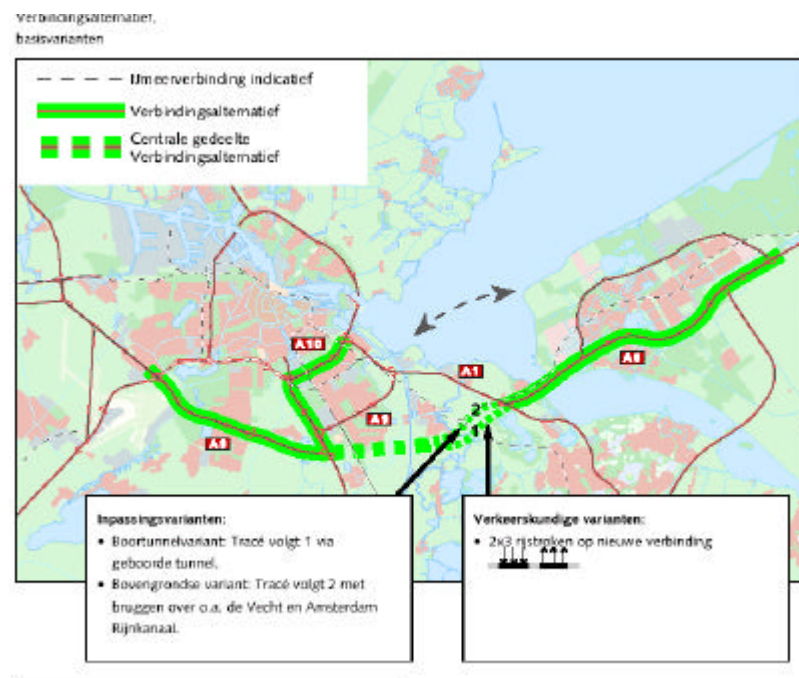 Verbindingsalternatief,
basisvarianten
IJmeerverbinding indicatief
Verbindingsalternatief
Centrale gedeelte
Verbindingsalternatief
A10
A1
A6
A9
A9
2
1
Inpassingsvarianten:
• Boortunnelvariant: Tracé volgt 1 via
geboorde tunnel.
• Bovengrondse variant: Tracé volgt 2 met
bruggen over o.a. de Vecht en Amsterdam
Rijnkanaal.
Verkeerskundige varianten:
• 2x3 rijstroken op nieuwe verbinding